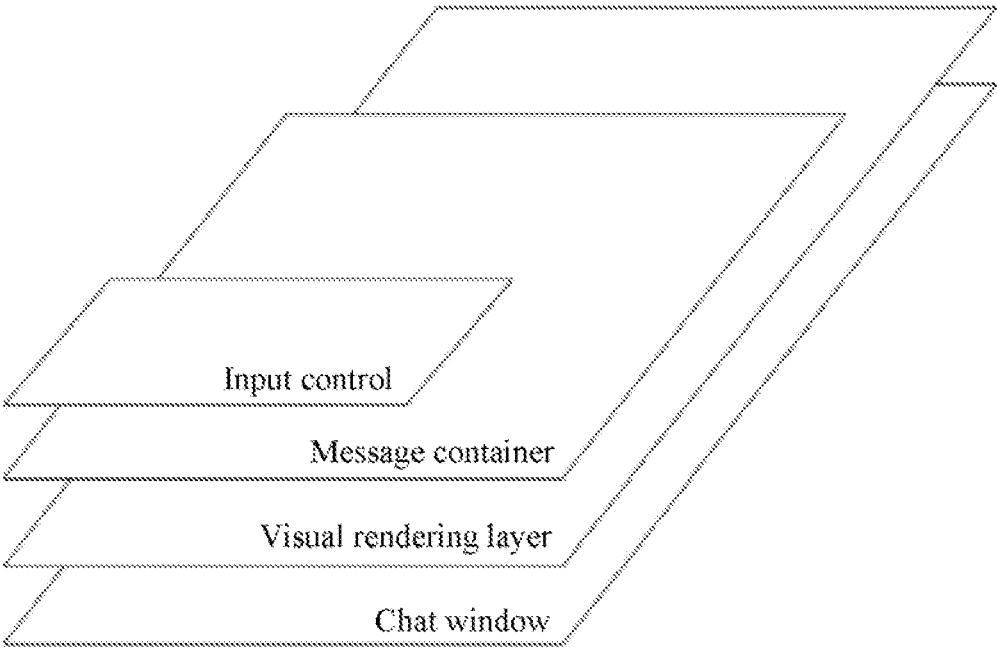 Input control
Message container
Visual rendering layer
Chat window